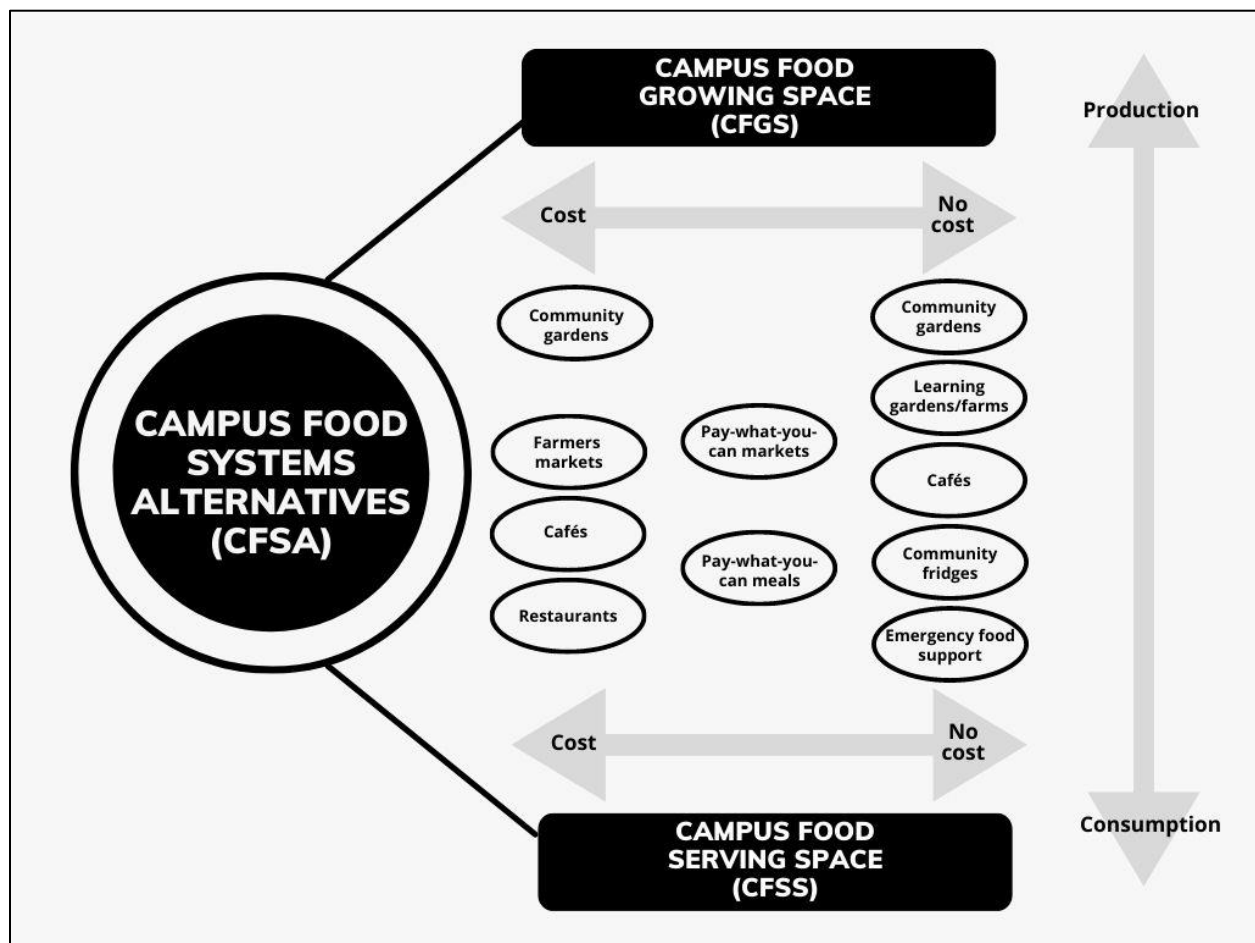 CAMPUS FOOD
GROWING SPACE
(CFGS)
Production
Cost
No
cost
Community
gardens
Community
gardens
Learning
gardens/farms
CAMPUS FOOD
SYSTEMS
ALTERNATIVES
(CFSA)
Farmers
markets
Pay-what-you-
can markets
Cafés
Cafés
Pay-what-you-
can meals
Community
fridges
Restaurants
Emergency food
support
Cost
No
cost
Consumption
CAMPUS FOOD
SERVING SPACE
(CFSS)